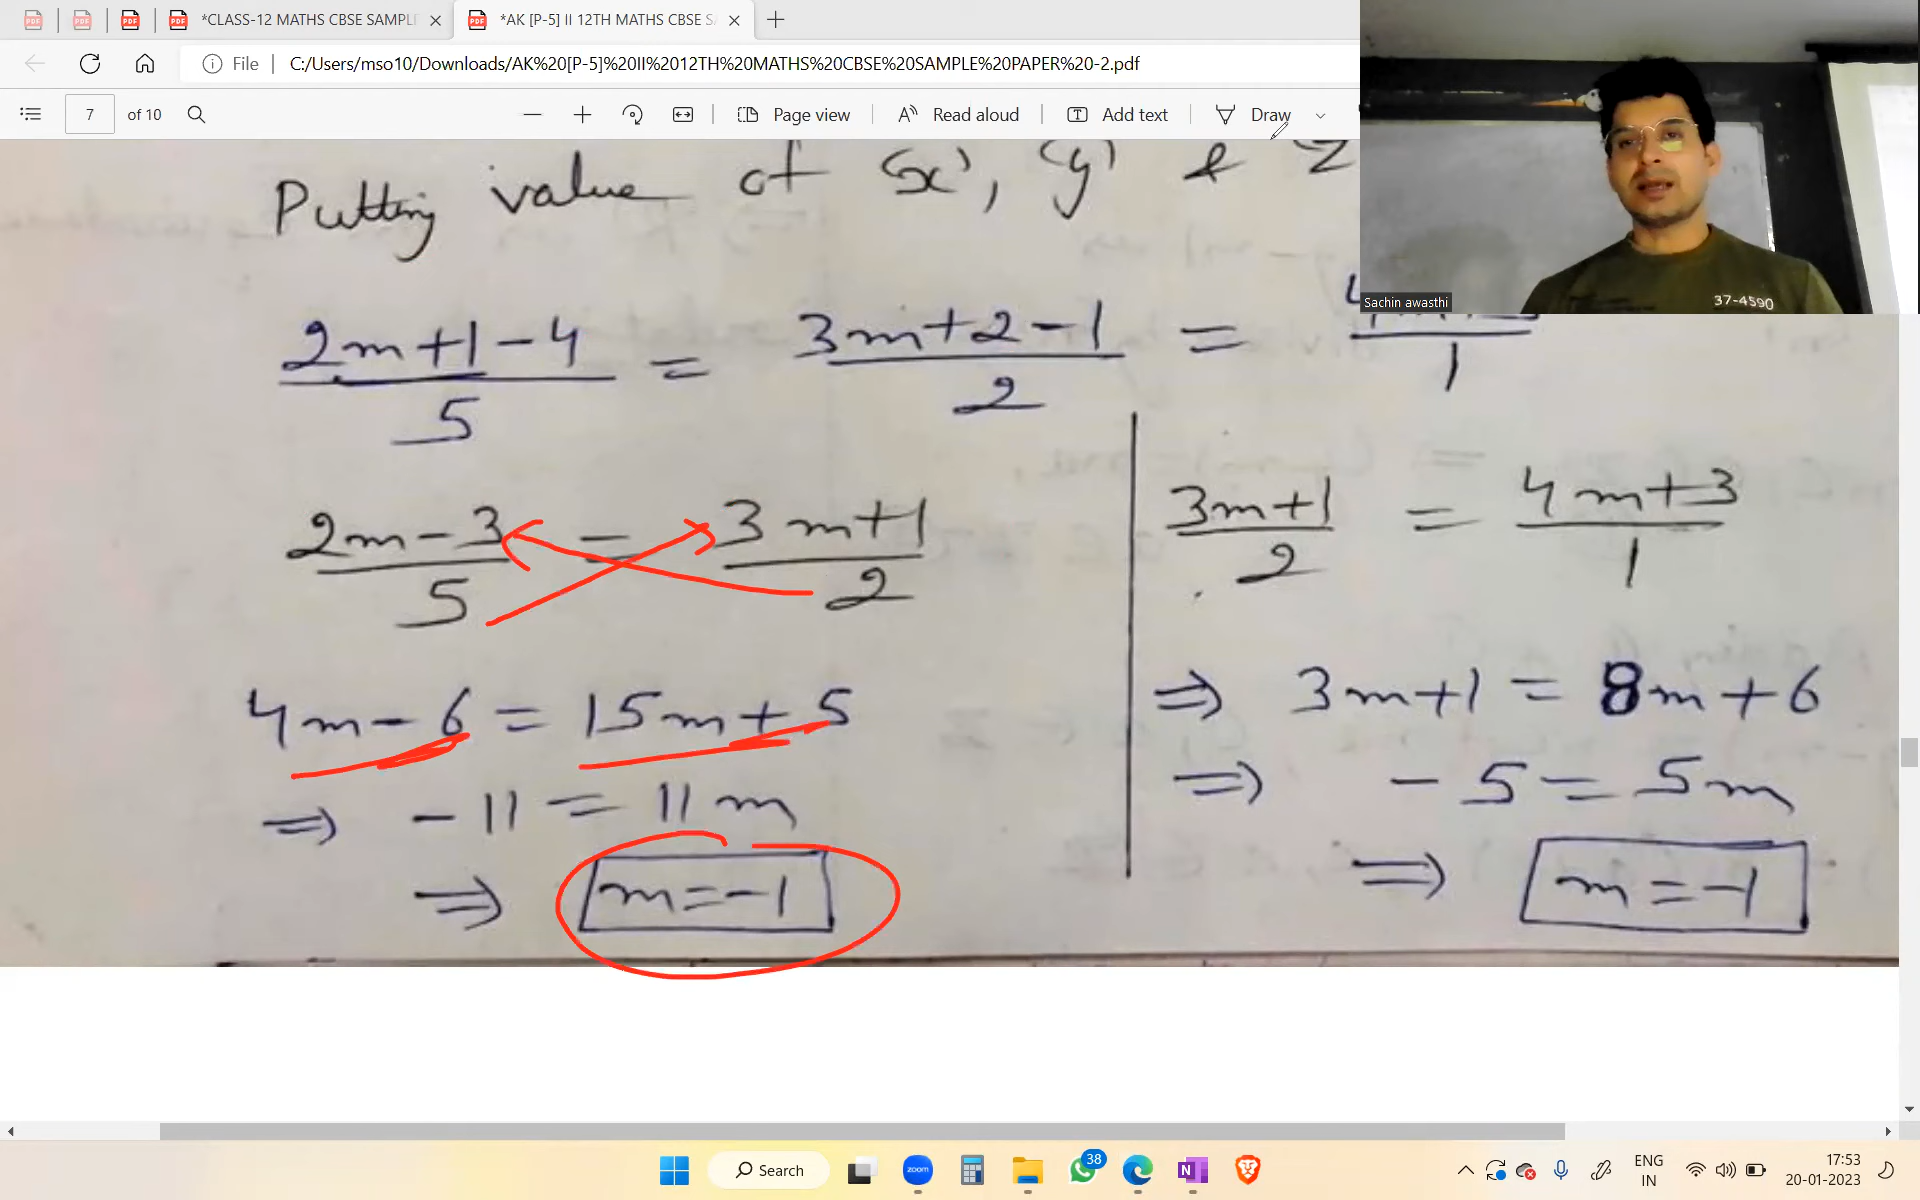 *CLASS-12 MATHS CBSE SAMPL
*AK [P-5] II 12TH MATHS CBSE SA
File C:/Users/mso10/Downloads/AK%20[P-5]%20II%2012TH%20MATHS%20CBSE%20SAMPLE%20PAPER%20-2.pdf
7 of 10 Page view Read aloud Add text Draw
37-4590
Sachin awasthi
Putting value of 'x', 'y' & 'z
2m+1-4/5 = 3m+2-1/2 = /1
2m-3/5 = 3m+1/2
4m-6 = 15m+5
⇒ -11 = 11m
⇒ m=-1
3m+1/2 = 4m+3/1
⇒ 3m+1 = 8m+6
⇒ -5 = 5m
⇒ m=-1
Search zoom 38 N ENG IN 17:53 20-01-2023